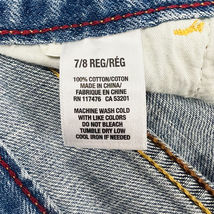 7/8 REG/RÉG
100% COTTON/COTON
MADE IN CHINA/
FABRIQUÉ EN CHINE
RN 117476 CA 53201
MACHINE WASH COLD
WITH LIKE COLORS
DO NOT BLEACH
TUMBLE DRY LOW
COOL IRON IF NEEDED